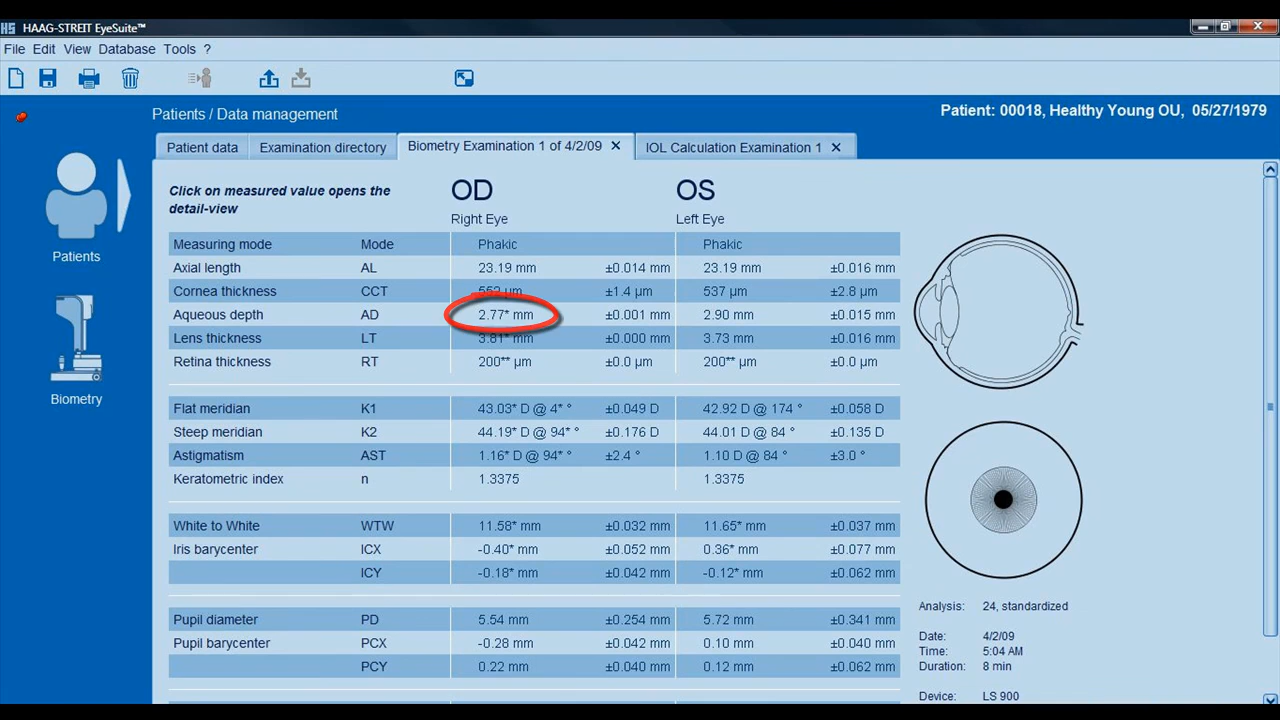 HS HAAG-STREIT EyeSuite™
File Edit View Database Tools ?
Patients / Data management
Patient: 00018, Healthy Young OU, 05/27/1979
Patient data Examination directory Biometry Examination 1 of 4/2/09 × IOL Calculation Examination 1 ×
Patients
Biometry
Click on measured value opens the
detail-view
OD OS
Right Eye Left Eye
Measuring mode Mode Phakic Phakic
Axial length AL 23.19 mm ±0.014 mm 23.19 mm ±0.016 mm
Cornea thickness CCT 552 µm ±1.4 µm 537 µm ±2.8 µm
Aqueous depth AD 2.77* mm ±0.001 mm 2.90 mm ±0.015 mm
Lens thickness LT 3.81* mm ±0.000 mm 3.73 mm ±0.016 mm
Retina thickness RT 200** µm ±0.0 µm 200** µm ±0.0 µm
Flat meridian K1 43.03* D @ 4* ° ±0.049 D 42.92 D @ 174 ° ±0.058 D
Steep meridian K2 44.19* D @ 94* ° ±0.176 D 44.01 D @ 84 ° ±0.135 D
Astigmatism AST 1.16* D @ 94* ° ±2.4 ° 1.10 D @ 84 ° ±3.0 °
Keratometric index n 1.3375 1.3375
White to White WTW 11.58* mm ±0.032 mm 11.65* mm ±0.037 mm
Iris barycenter ICX -0.40* mm ±0.052 mm 0.36* mm ±0.077 mm
ICY -0.18* mm ±0.042 mm -0.12* mm ±0.062 mm
Pupil diameter PD 5.54 mm ±0.254 mm 5.72 mm ±0.341 mm
Pupil barycenter PCX -0.28 mm ±0.042 mm 0.10 mm ±0.040 mm
PCY 0.22 mm ±0.040 mm 0.12 mm ±0.062 mm
Analysis: 24, standardized
Date: 4/2/09
Time: 5:04 AM
Duration: 8 min
Device: LS 900